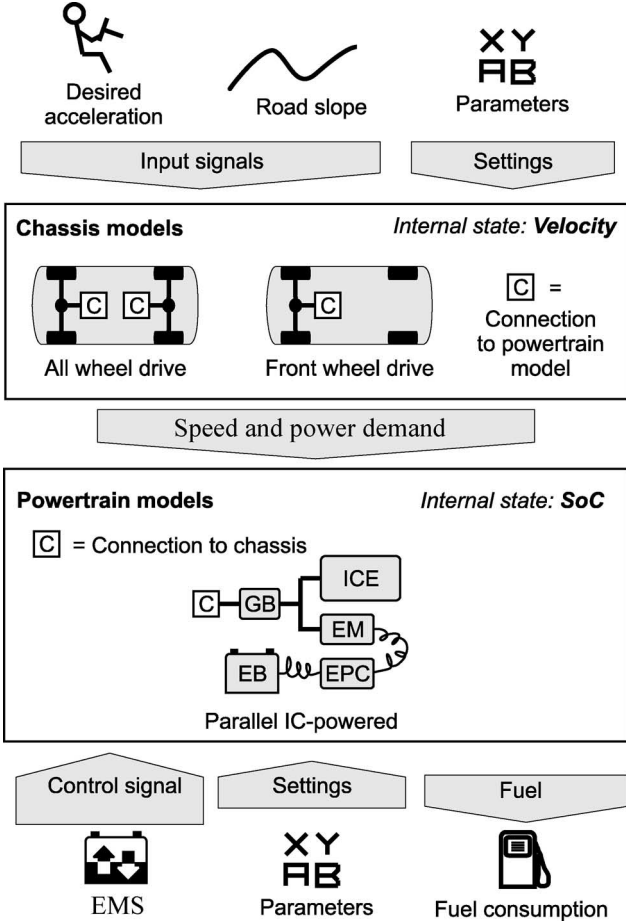 Desired
acceleration
Road slope
XY
AB
Parameters
Input signals
Settings
Chassis models
Internal state: Velocity
C
C
C
C =
Connection
to powertrain
model
All wheel drive
Front wheel drive
Speed and power demand
Powertrain models
Internal state: SoC
C = Connection to chassis
ICE
C
GB
EM
EB
EPC
Parallel IC-powered
Control signal
Settings
Fuel
XY
AB
EMS
Parameters
Fuel consumption